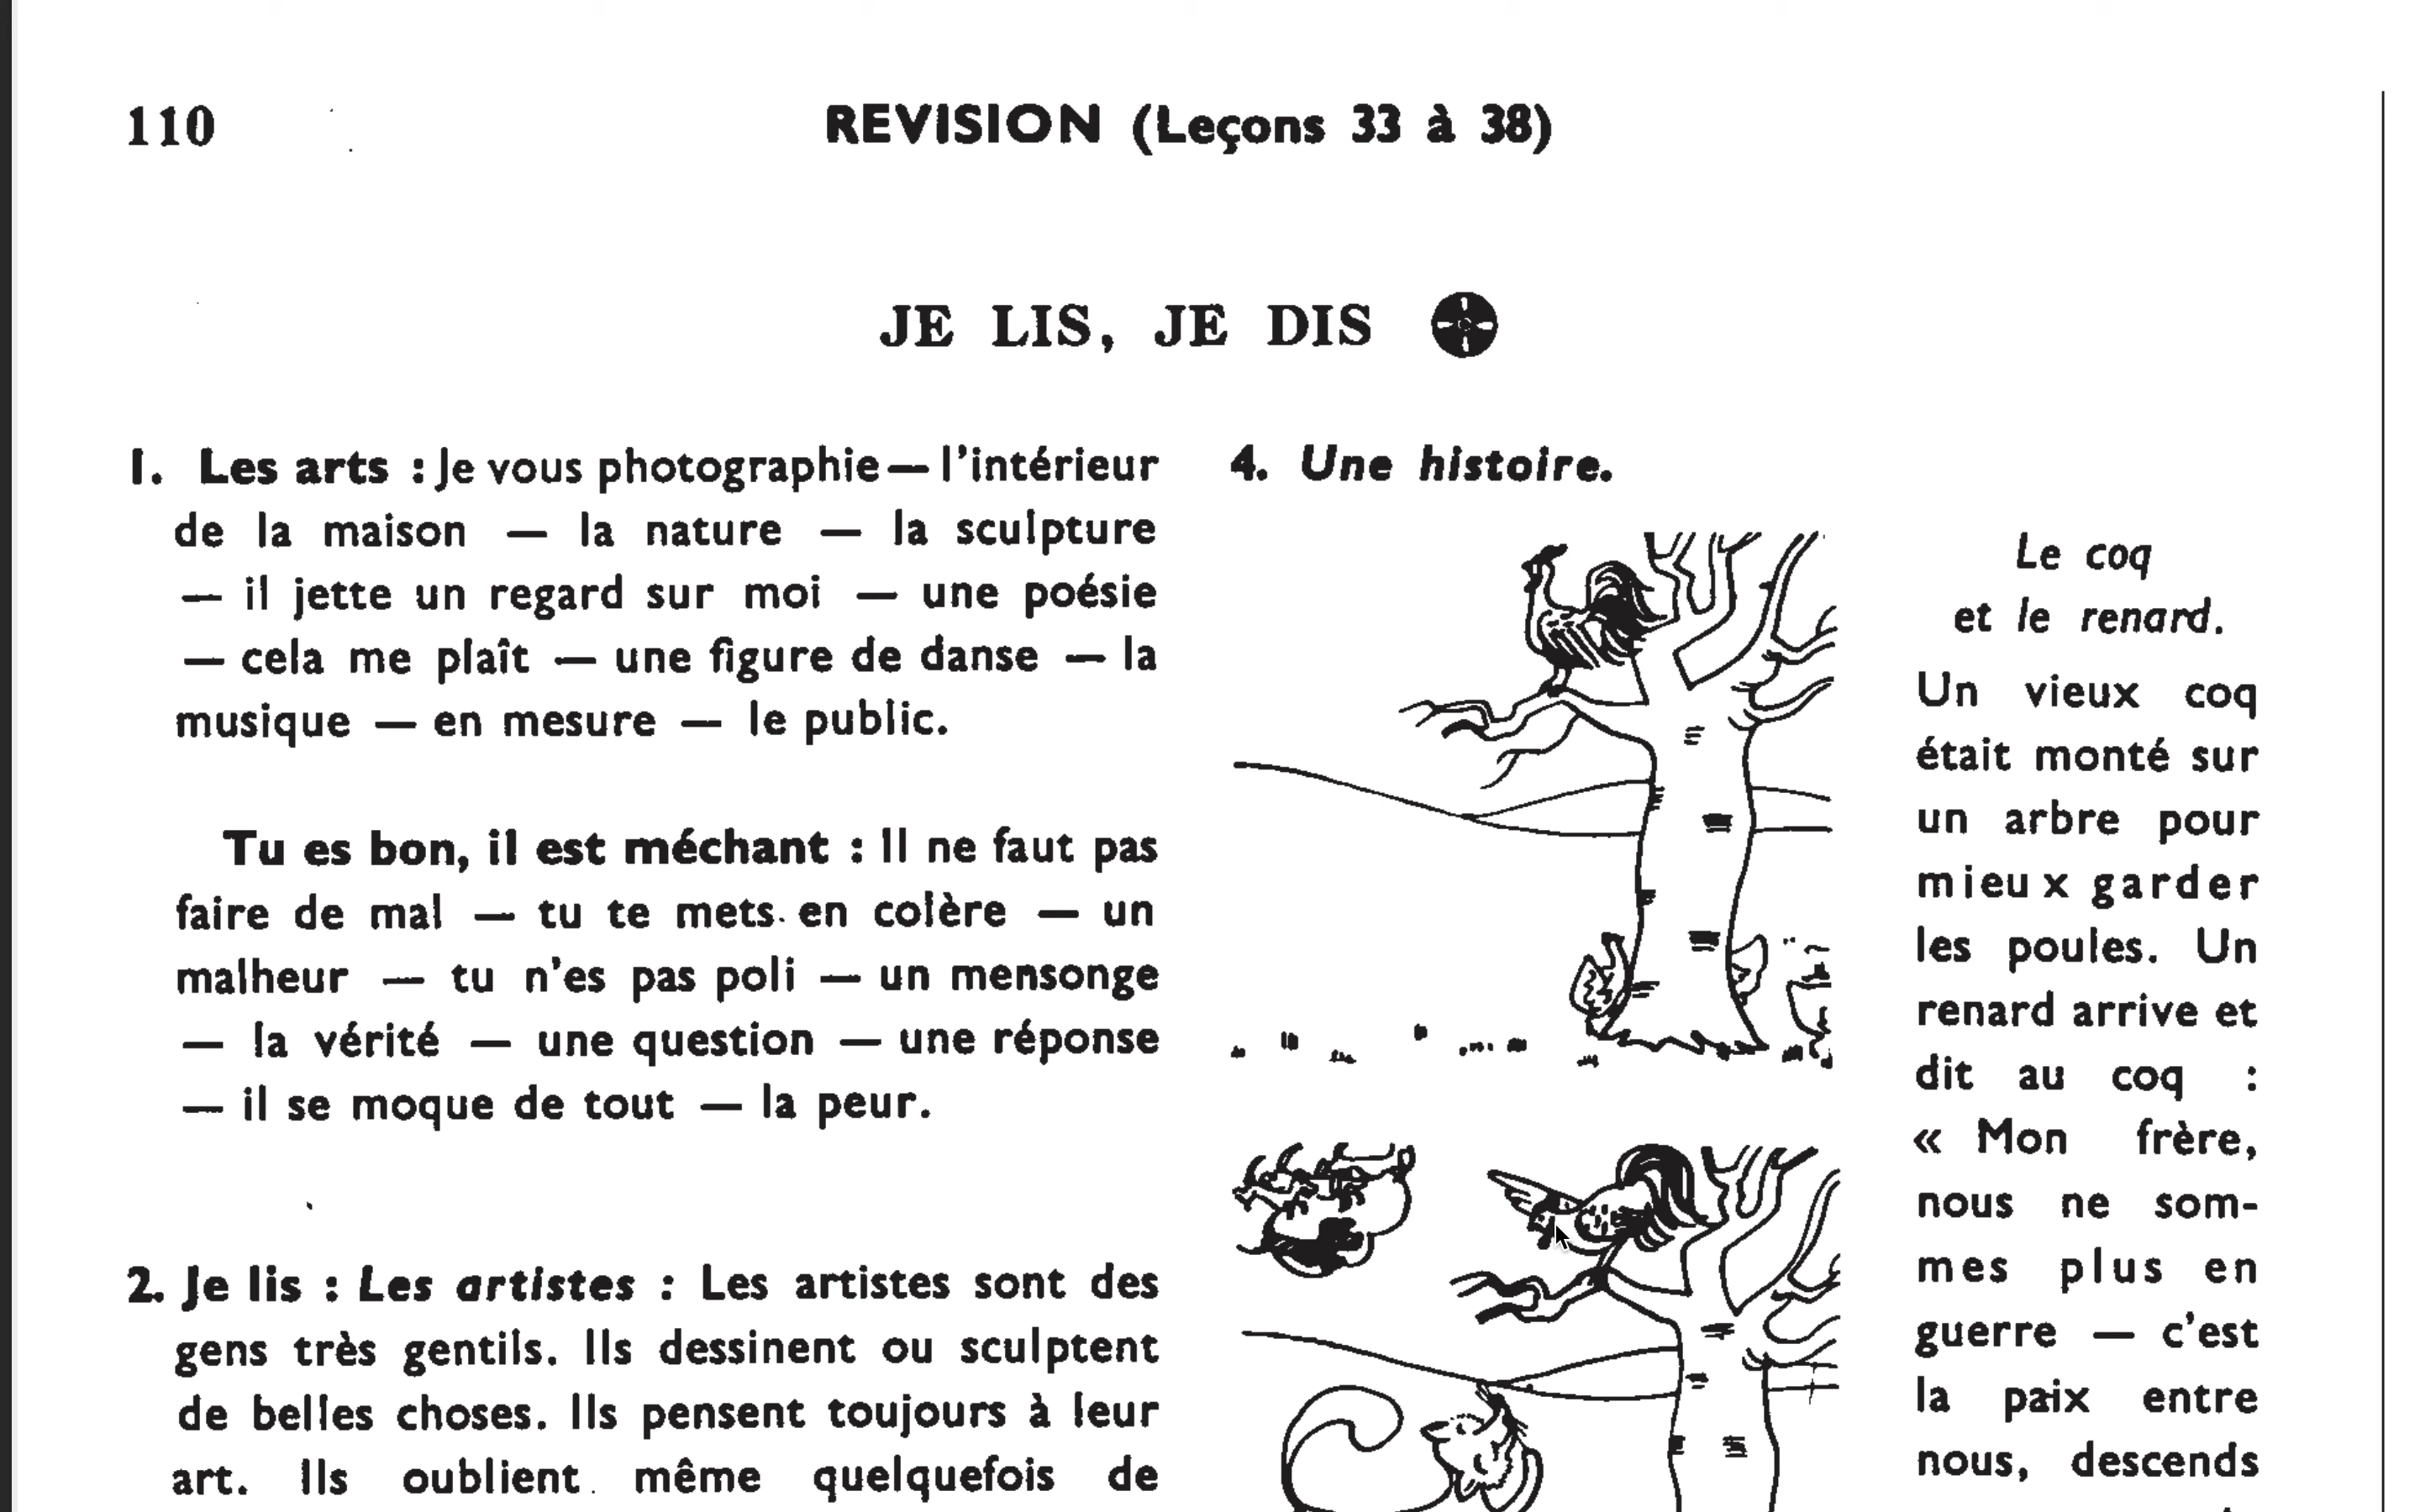 110
REVISION (Leçons 33 à 38)
JE LIS, JE DIS
1. Les arts : Je vous photographie — l'intérieur
de la maison — la nature — la sculpture
— il jette un regard sur moi — une poésie
— cela me plaît — une figure de danse — la
musique — en mesure — le public.
Tu es bon, il est méchant : Il ne faut pas
faire de mal — tu te mets en colère — un
malheur — tu n'es pas poli — un mensonge
— la vérité — une question — une réponse
— il se moque de tout — la peur.
2. Je lis : Les artistes : Les artistes sont des
gens très gentils. Ils dessinent ou sculptent
de belles choses. Ils pensent toujours à leur
art. Ils oublient même quelquefois de
4. Une histoire.
Le coq
et le renard.
Un vieux coq
était monté sur
un arbre pour
mieux garder
les poules. Un
renard arrive et
dit au coq :
« Mon frère,
nous ne som-
mes plus en
guerre — c'est
la paix entre
nous, descends